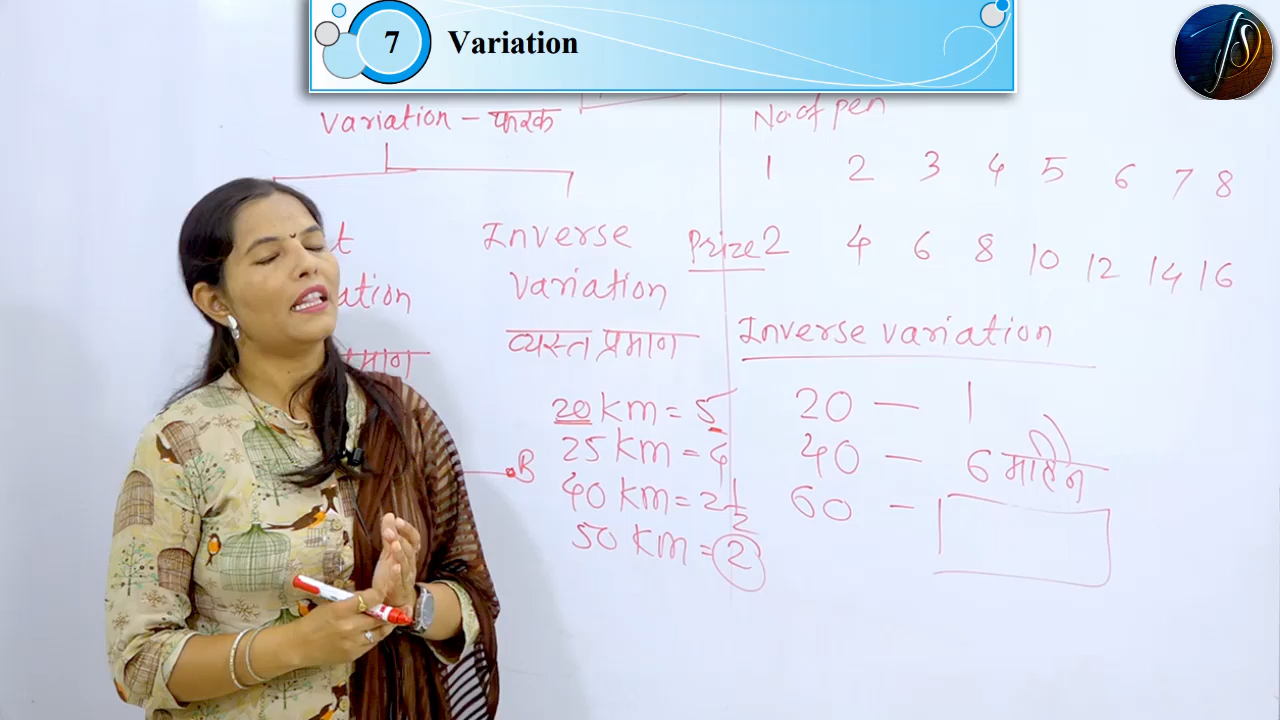 7 Variation
Variation - फरक
t
ation
माण
Inverse
Variation
व्यस्त प्रमाण
20 km = 5
25 km = 4
40 km = 2 1/2
50 km = 2
B
No. of pen
1 2 3 4 5 6 7 8
Prize 2 4 6 8 10 12 14 16
Inverse variation
20 — 1
40 — 6
60 —